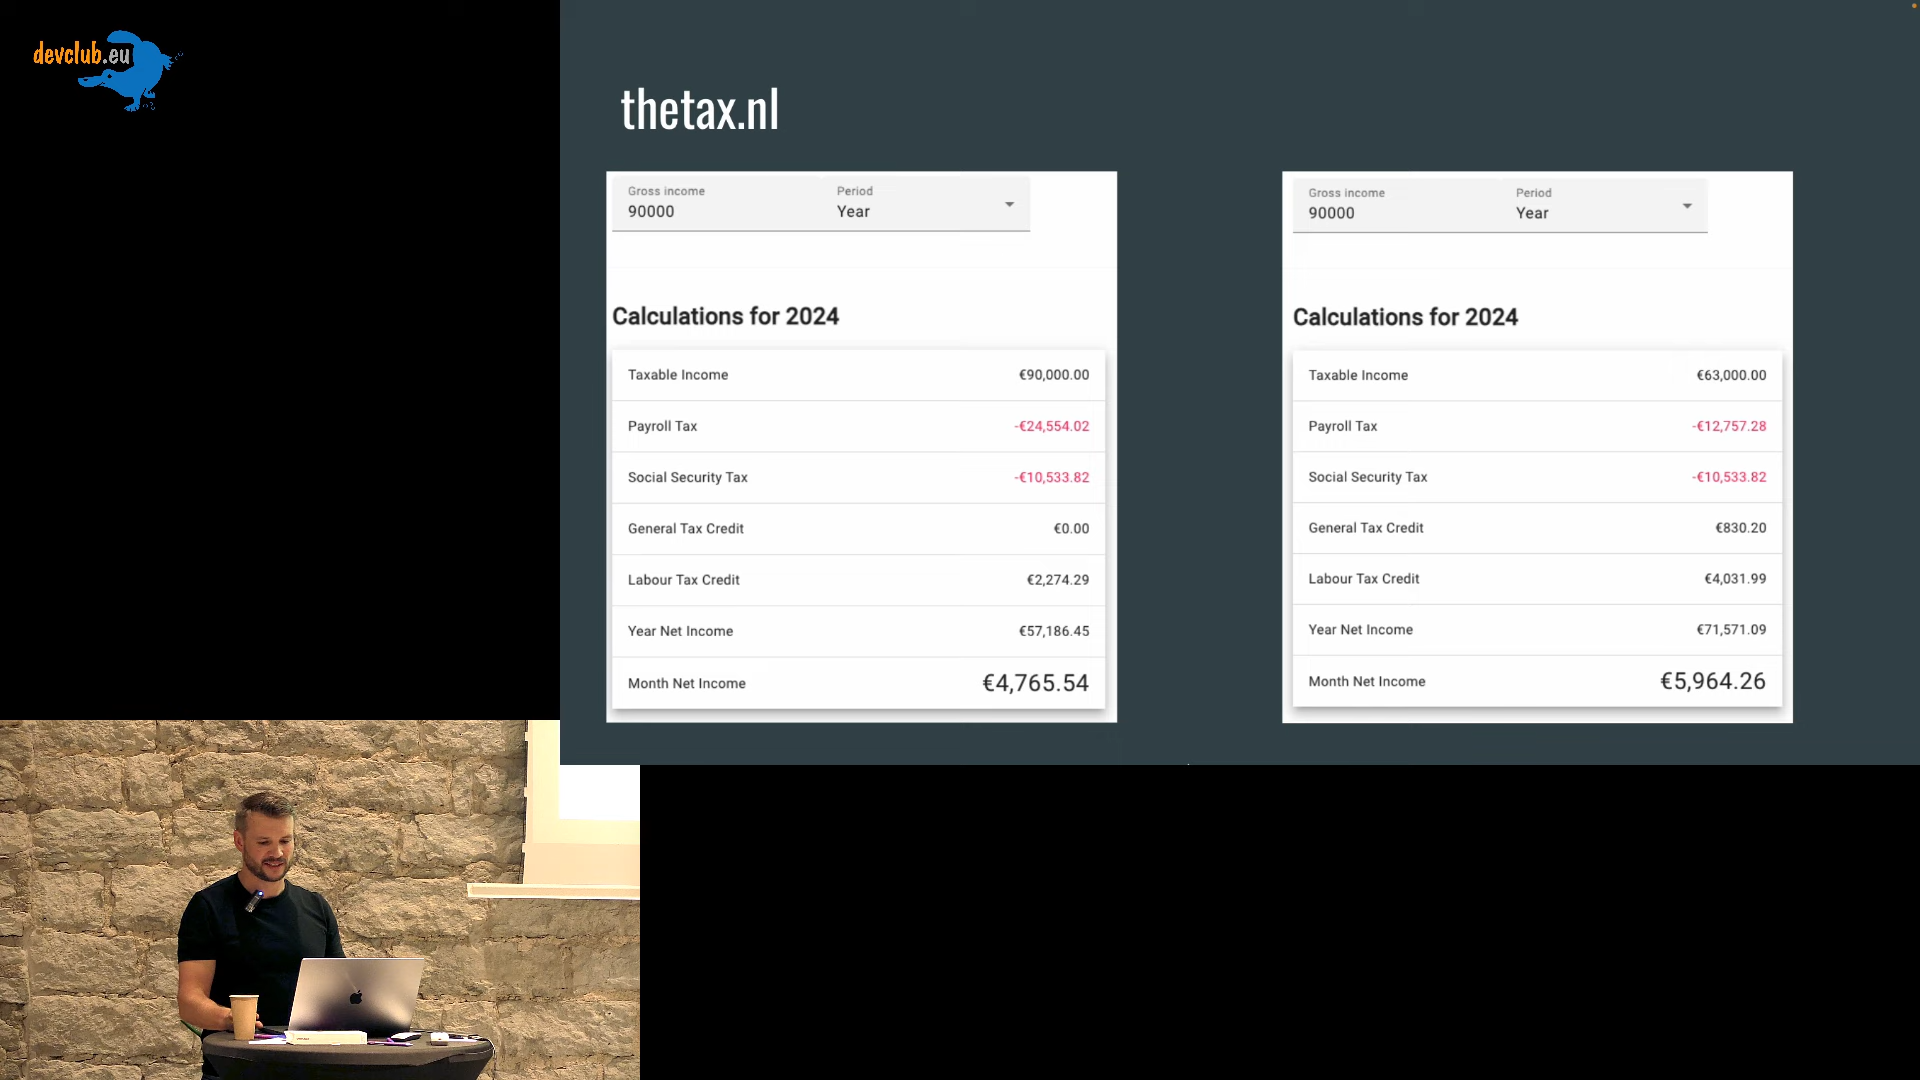 devclub.eu
thetax.nl
Gross income
90000
Period
Year
Calculations for 2024
Taxable Income €90,000.00
Payroll Tax -€24,554.02
Social Security Tax -€10,533.82
General Tax Credit €0.00
Labour Tax Credit €2,274.29
Year Net Income €57,186.45
Month Net Income €4,765.54
Gross income
90000
Period
Year
Calculations for 2024
Taxable Income €63,000.00
Payroll Tax -€12,757.28
Social Security Tax -€10,533.82
General Tax Credit €830.20
Labour Tax Credit €4,031.99
Year Net Income €71,571.09
Month Net Income €5,964.26